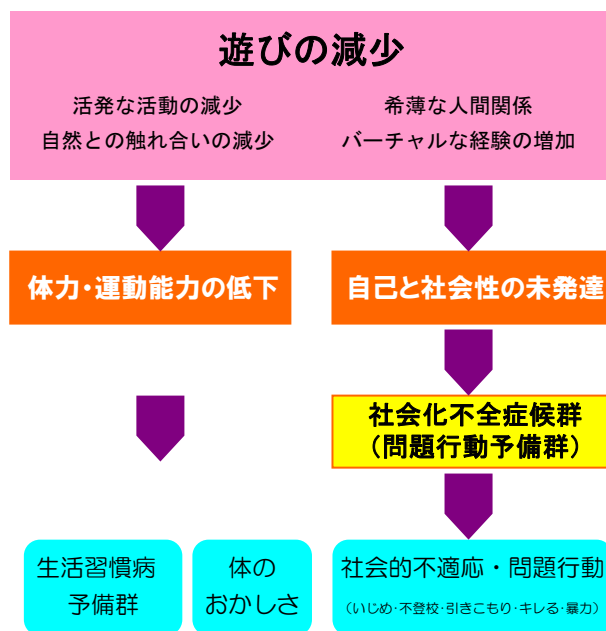 遊びの減少
活発な活動の減少
自然との触れ合いの減少
希薄な人間関係
バーチャルな経験の増加
体力・運動能力の低下
自己と社会性の未発達
社会化不全症候群
（問題行動予備群）
生活習慣病
予備群
体の
おかしさ
社会的不適応・問題行動
（いじめ・不登校・引きこもり・キレる・暴力）